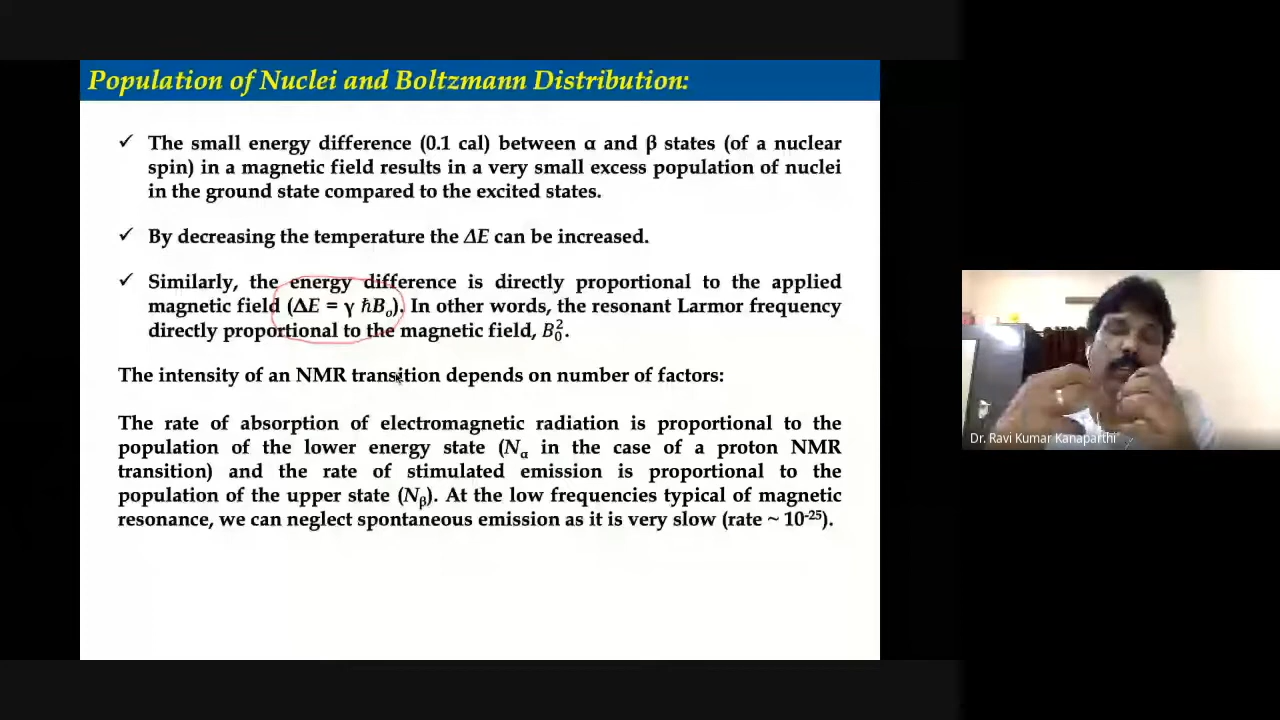 Population of Nuclei and Boltzmann Distribution:
✓ The small energy difference (0.1 cal) between α and β states (of a nuclear
spin) in a magnetic field results in a very small excess population of nuclei
in the ground state compared to the excited states.
✓ By decreasing the temperature the ΔE can be increased.
✓ Similarly, the energy difference is directly proportional to the applied
magnetic field (ΔE = γ ℏB₀). In other words, the resonant Larmor frequency
directly proportional to the magnetic field, B₀².
The intensity of an NMR transition depends on number of factors:
The rate of absorption of electromagnetic radiation is proportional to the
population of the lower energy state (Nα in the case of a proton NMR
transition) and the rate of stimulated emission is proportional to the
population of the upper state (Nβ). At the low frequencies typical of magnetic
resonance, we can neglect spontaneous emission as it is very slow (rate ~ 10⁻²⁵).
Dr. Ravi Kumar Kanaparthi